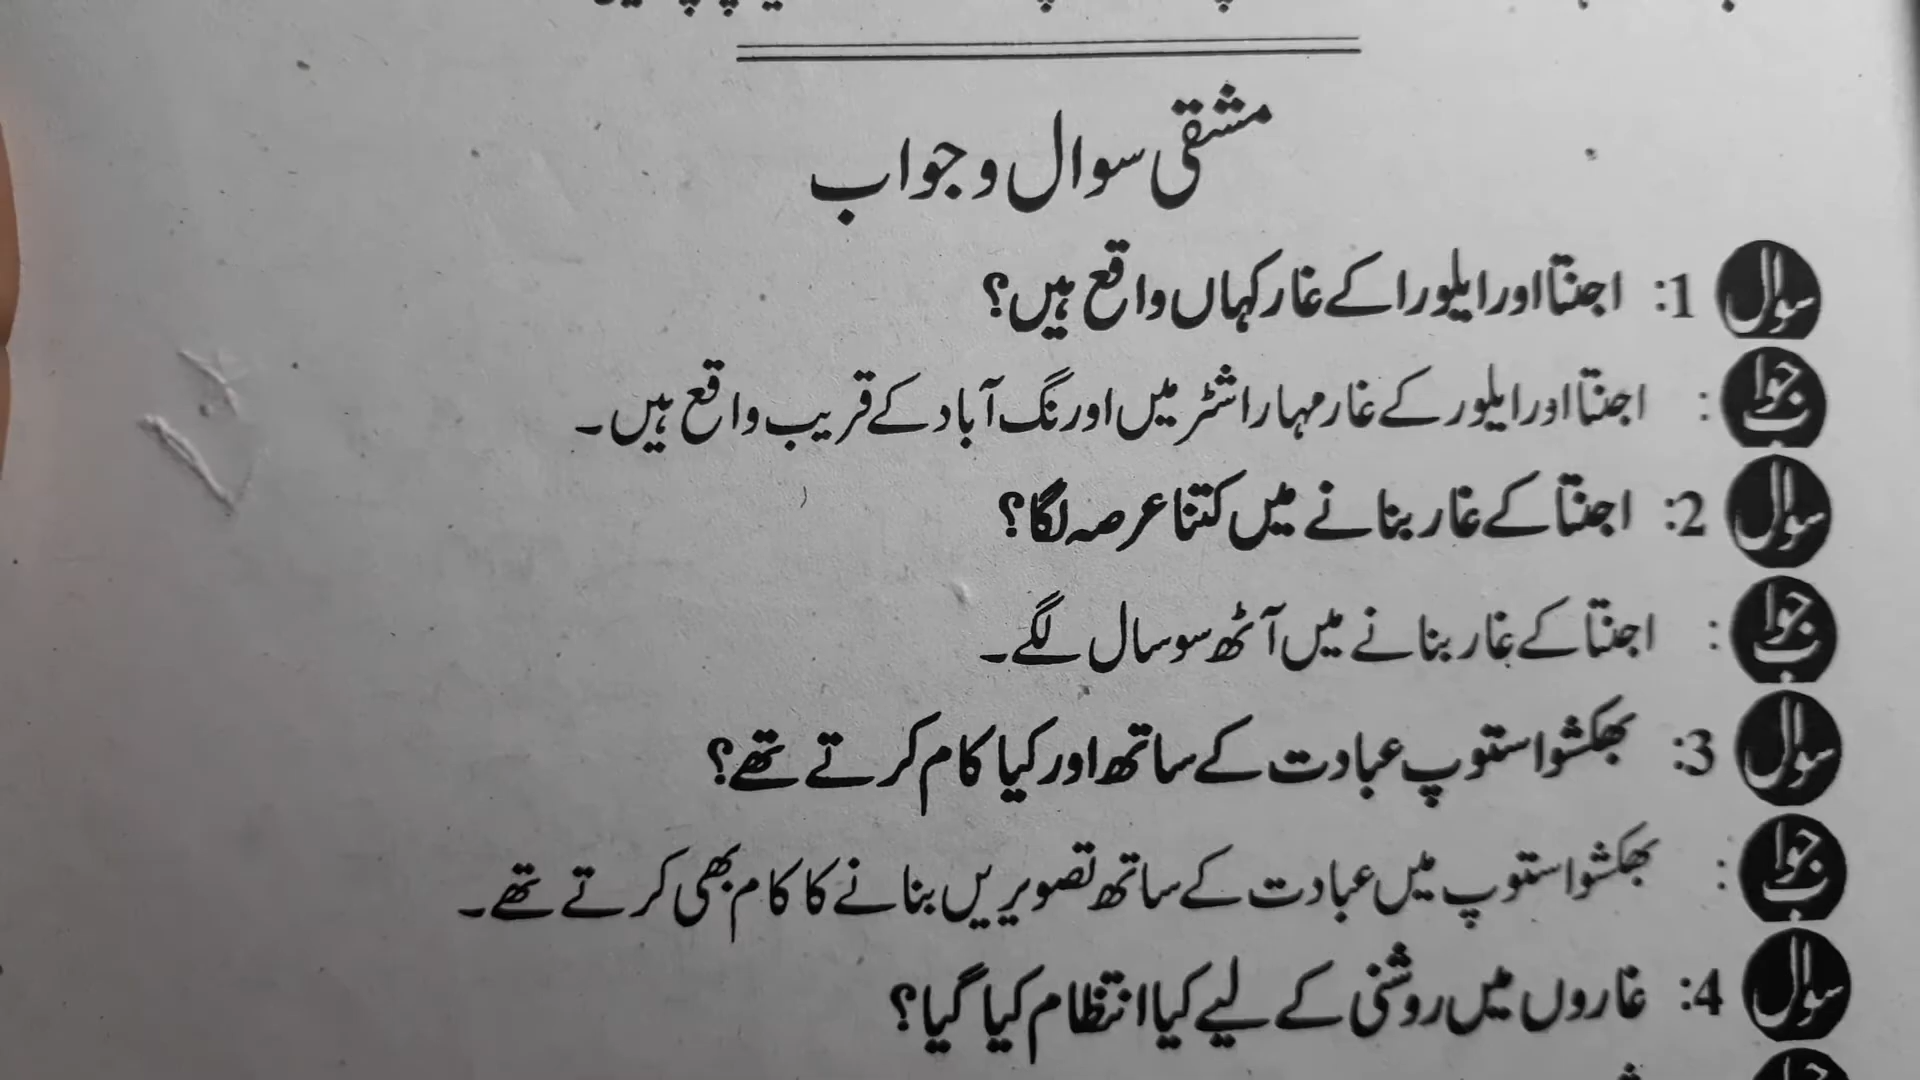 مشقی سوال و جواب
سوال 1: اجنتا اور ایلورا کے غار کہاں واقع ہیں؟
جواب : اجنتا اور ایلور کے غار مہاراشٹر میں اورنگ آباد کے قریب واقع ہیں۔
سوال 2: اجنتا کے غار بنانے میں کتنا عرصہ لگا؟
جواب : اجنتا کے غار بنانے میں آٹھ سو سال لگے۔
سوال 3: بھکشو استوپ عبادت کے ساتھ اور کیا کام کرتے تھے؟
جواب : بھکشو استوپ میں عبادت کے ساتھ تصویریں بنانے کا کام بھی کرتے تھے۔
سوال 4: غاروں میں روشنی کے لیے کیا انتظام کیا گیا؟